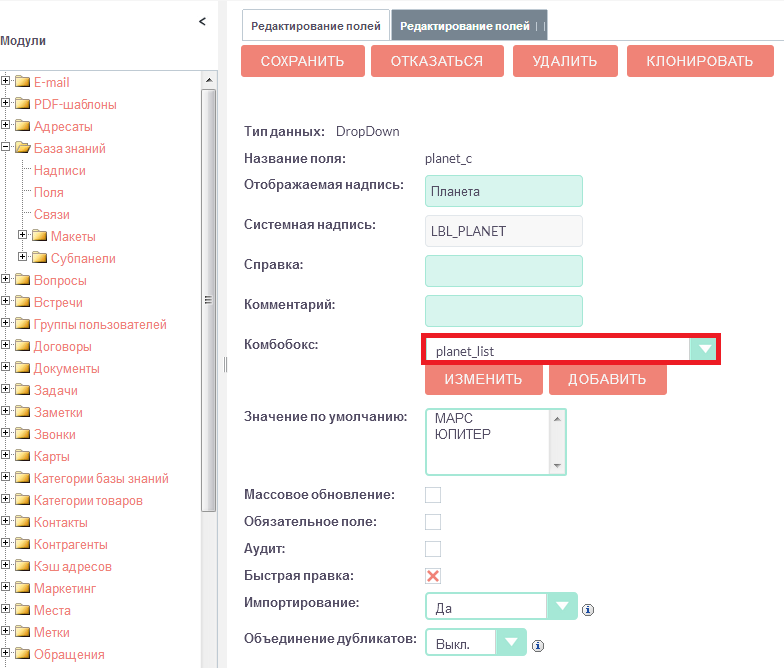 <
Модули
E-mail
PDF-шаблоны
Адресаты
База знаний
Надписи
Поля
Связи
Макеты
Субпанели
Вопросы
Встречи
Группы пользователей
Договоры
Документы
Задачи
Заметки
Звонки
Карты
Категории базы знаний
Категории товаров
Контакты
Контрагенты
Кэш адресов
Маркетинг
Места
Метки
Обращения
Редактирование полей Редактирование полей
СОХРАНИТЬ ОТКАЗАТЬСЯ УДАЛИТЬ КЛОНИРОВАТЬ
Тип данных: DropDown
Название поля: planet_c
Отображаемая надпись: Планета
Системная надпись: LBL_PLANET
Справка:
Комментарий:
Комбобокс: planet_list
ИЗМЕНИТЬ ДОБАВИТЬ
Значение по умолчанию: МАРС
ЮПИТЕР
Массовое обновление:
Обязательное поле:
Аудит:
Быстрая правка:
Импортирование: Да
Объединение дубликатов: Выкл.